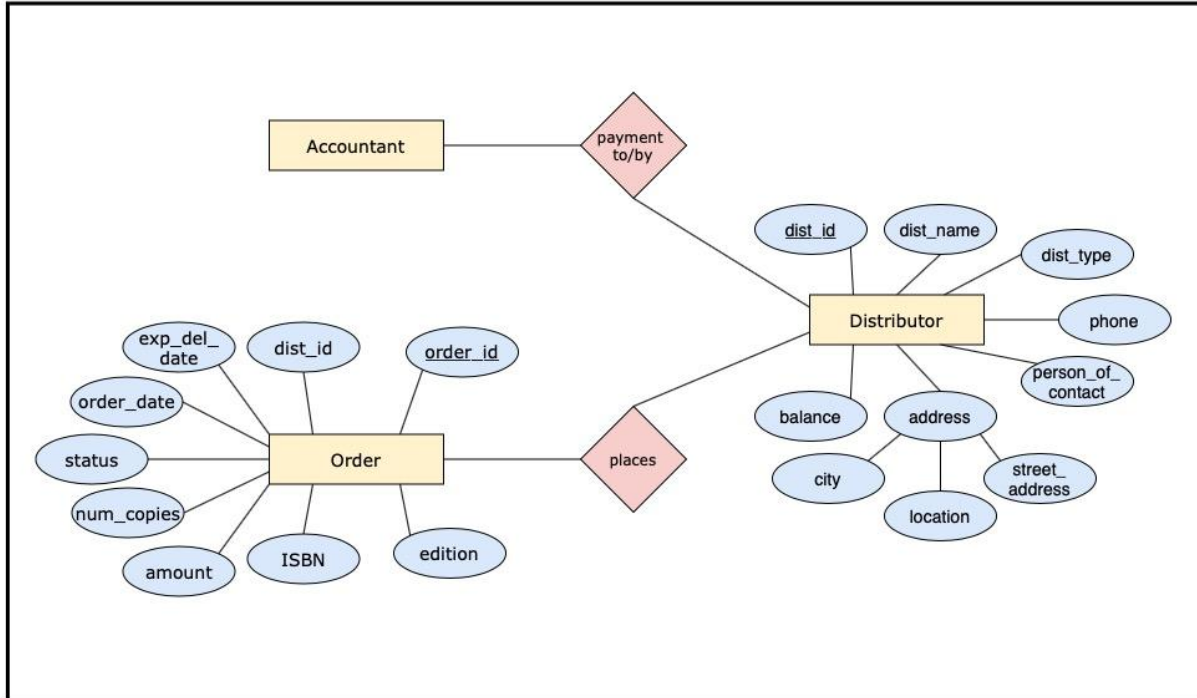 payment
to/by
Accountant
dist_id
dist_name
dist_type
Distributor
phone
person_of_
contact
balance
address
city
street_
address
location
exp_del_
date
dist_id
order_id
order_date
Order
places
status
num_copies
amount
ISBN
edition